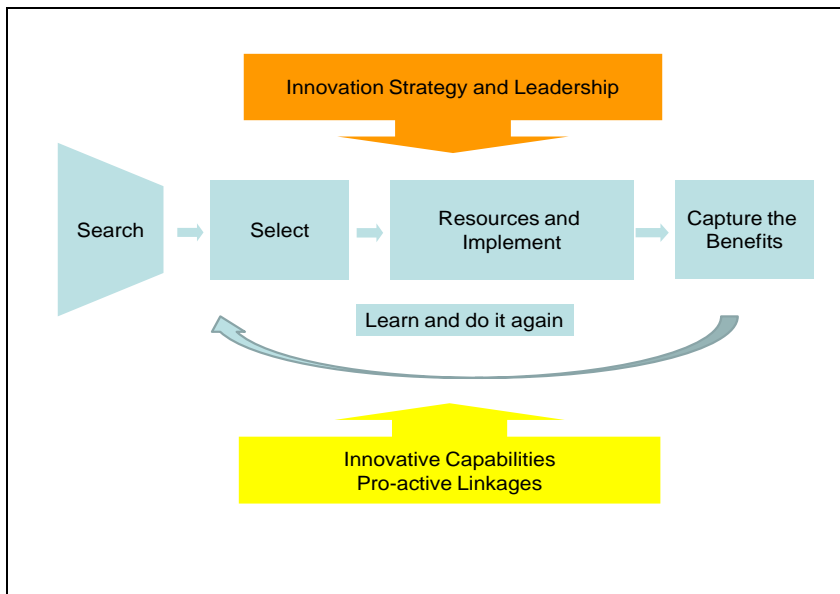 Innovation Strategy and Leadership
Search
Select
Resources and
Implement
Capture the
Benefits
Learn and do it again
Innovative Capabilities
Pro-active Linkages